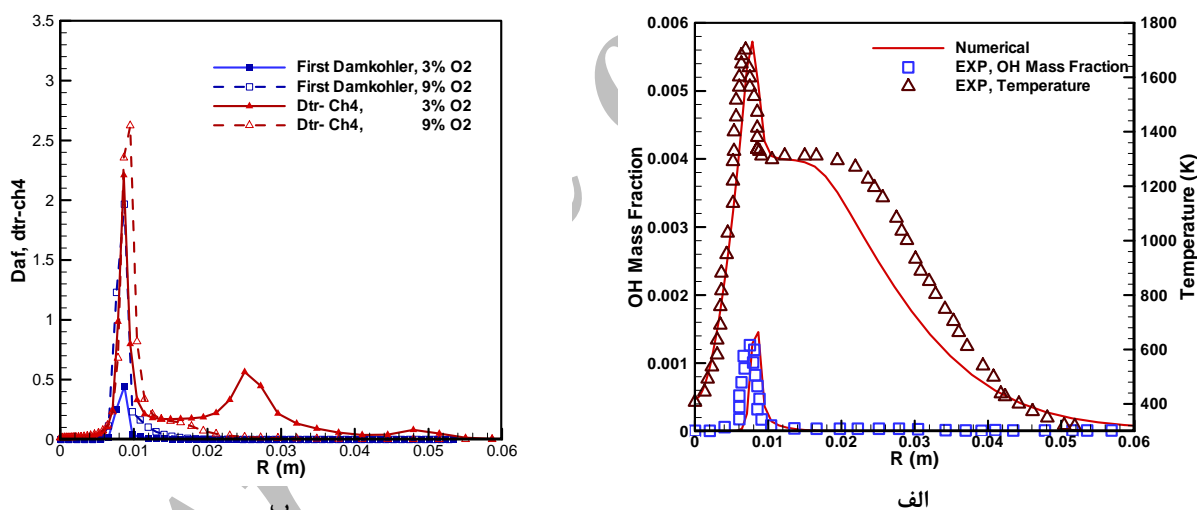 3.5
3
2.5
2
1.5
1
0.5
0
0 0.01 0.02 0.03 0.04 0.05 0.06
Daf, dtr-ch4
R (m)
First Damkohler, 3% O2
First Damkohler, 9% O2
Dtr- Ch4, 3% O2
Dtr- Ch4, 9% O2
ب
0.006
0.005
0.004
0.003
0.002
0.001
0
OH Mass Fraction
0 0.01 0.02 0.03 0.04 0.05 0.06
R (m)
1800
1600
1400
1200
1000
800
600
400
Temperature (K)
Numerical
EXP, OH Mass Fraction
EXP, Temperature
الف